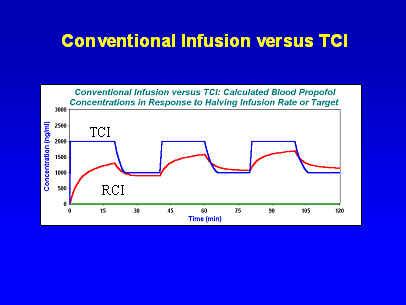 Conventional Infusion versus TCI
Conventional Infusion versus TCI: Calculated Blood Propofol
Concentrations in Response to Halving Infusion Rate or Target
Concentration (ng/ml)
3000
2500
2000
1500
1000
500
0
TCI
RCI
0 15 30 45 60 75 90 105 120
Time (min)